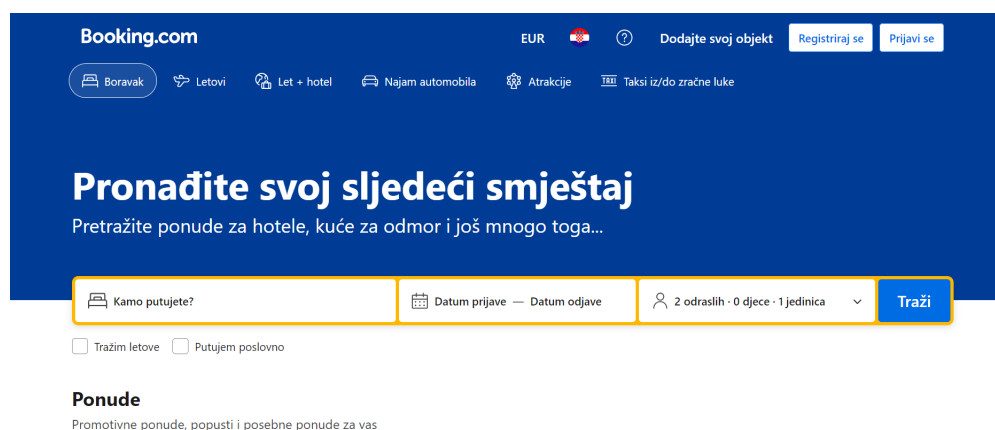 Booking.com
EUR
Dodajte svoj objekt
Registriraj se
Prijavi se
Boravak
Letovi
Let + hotel
Najam automobila
Atrakcije
TAXI
Taksi iz/do zračne luke
Pronađite svoj sljedeći smještaj
Pretražite ponude za hotele, kuće za odmor i još mnogo toga...
Kamo putujete?
Datum prijave — Datum odjave
2 odraslih · 0 djece · 1 jedinica
Traži
Tražim letove
Putujem poslovno
Ponude
Promotivne ponude, popusti i posebne ponude za vas